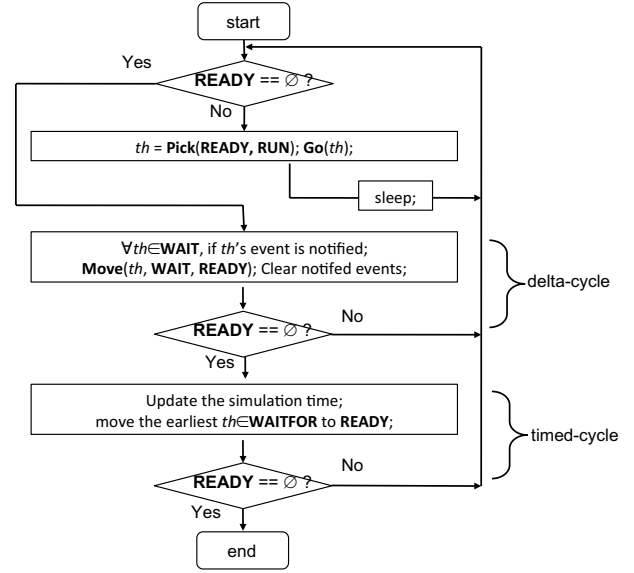 start
Yes
READY == ∅ ?
No
th = Pick(READY, RUN); Go(th);
sleep;
∀th∈WAIT, if th's event is notified;
Move(th, WAIT, READY); Clear notifed events;
delta-cycle
No
READY == ∅ ?
Yes
Update the simulation time;
move the earliest th∈WAITFOR to READY;
timed-cycle
No
READY == ∅ ?
Yes
end